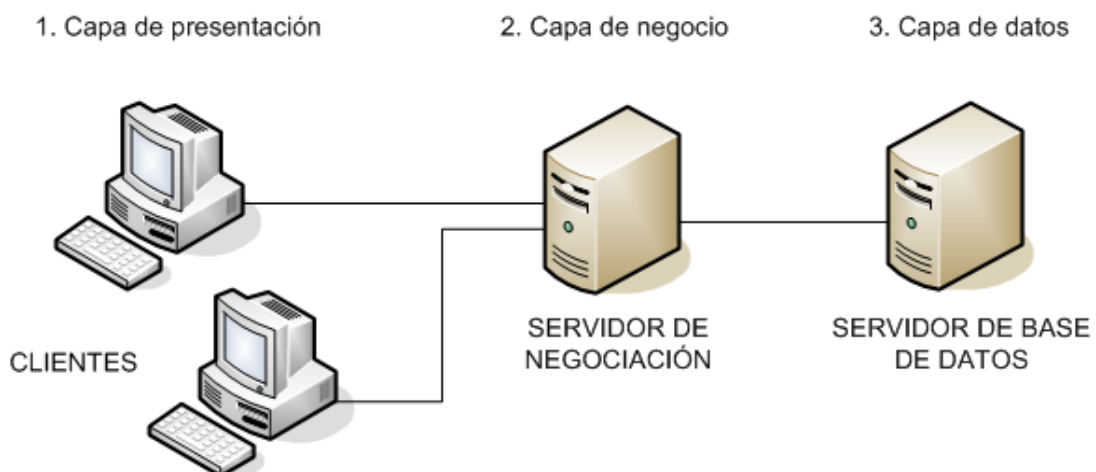 1. Capa de presentación
2. Capa de negocio
3. Capa de datos
SERVIDOR DE
NEGOCIACIÓN
SERVIDOR DE BASE
DE DATOS
CLIENTES